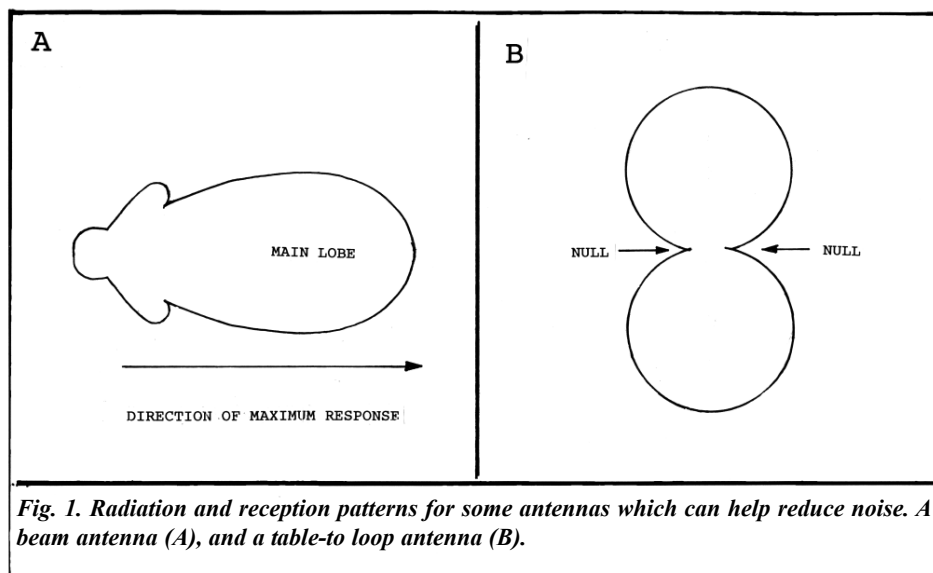 A
MAIN LOBE
DIRECTION OF MAXIMUM RESPONSE
B
NULL
NULL
Fig. 1. Radiation and reception patterns for some antennas which can help reduce noise. A
beam antenna (A), and a table-to loop antenna (B).